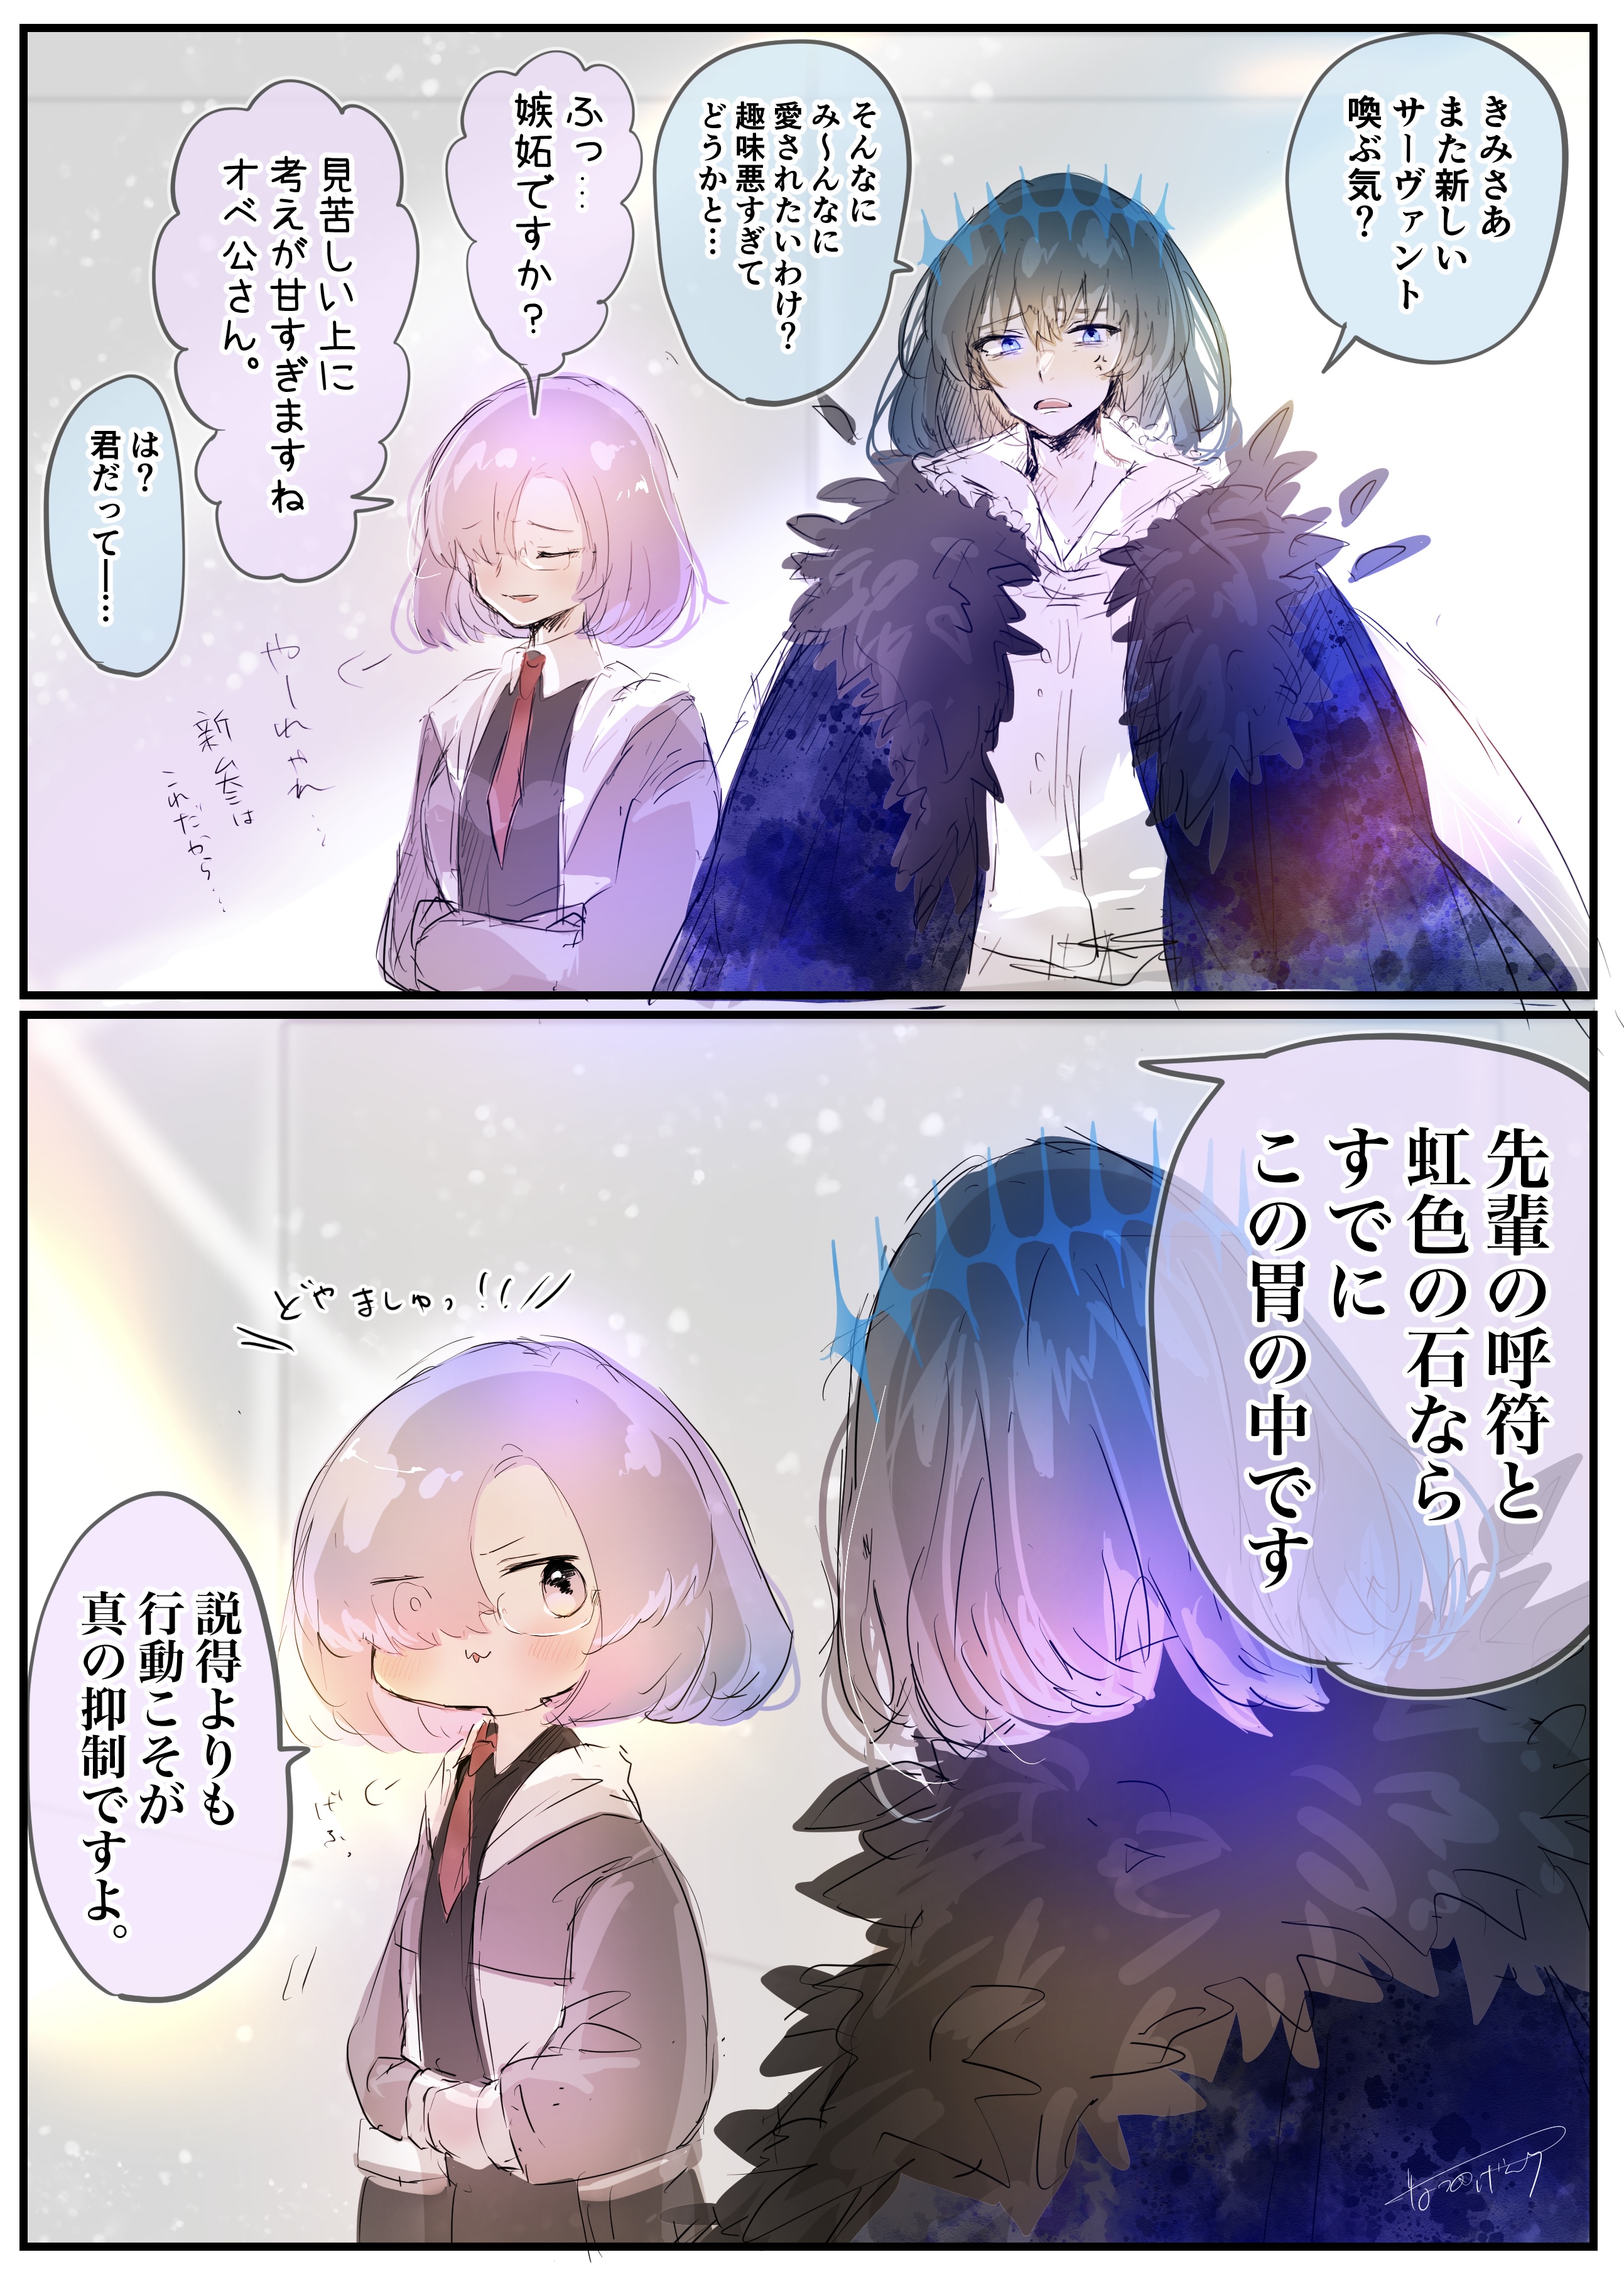 きみさあ
また新しい
サーヴァント
喚ぶ気？
そんなに
み〜んなに
愛されたいわけ？
趣味悪すぎて
どうかと…
ふっ…
嫉妬ですか？
見苦しい上に
考えが甘すぎますね
オベ公さん。
は？
君だって―…
やーれやれ…
新参は
これだから…
先輩の呼符と
虹色の石なら
すでに
この胃の中です
どやましゅっ!!
説得よりも
行動こそが
真の抑制ですよ。
げふ